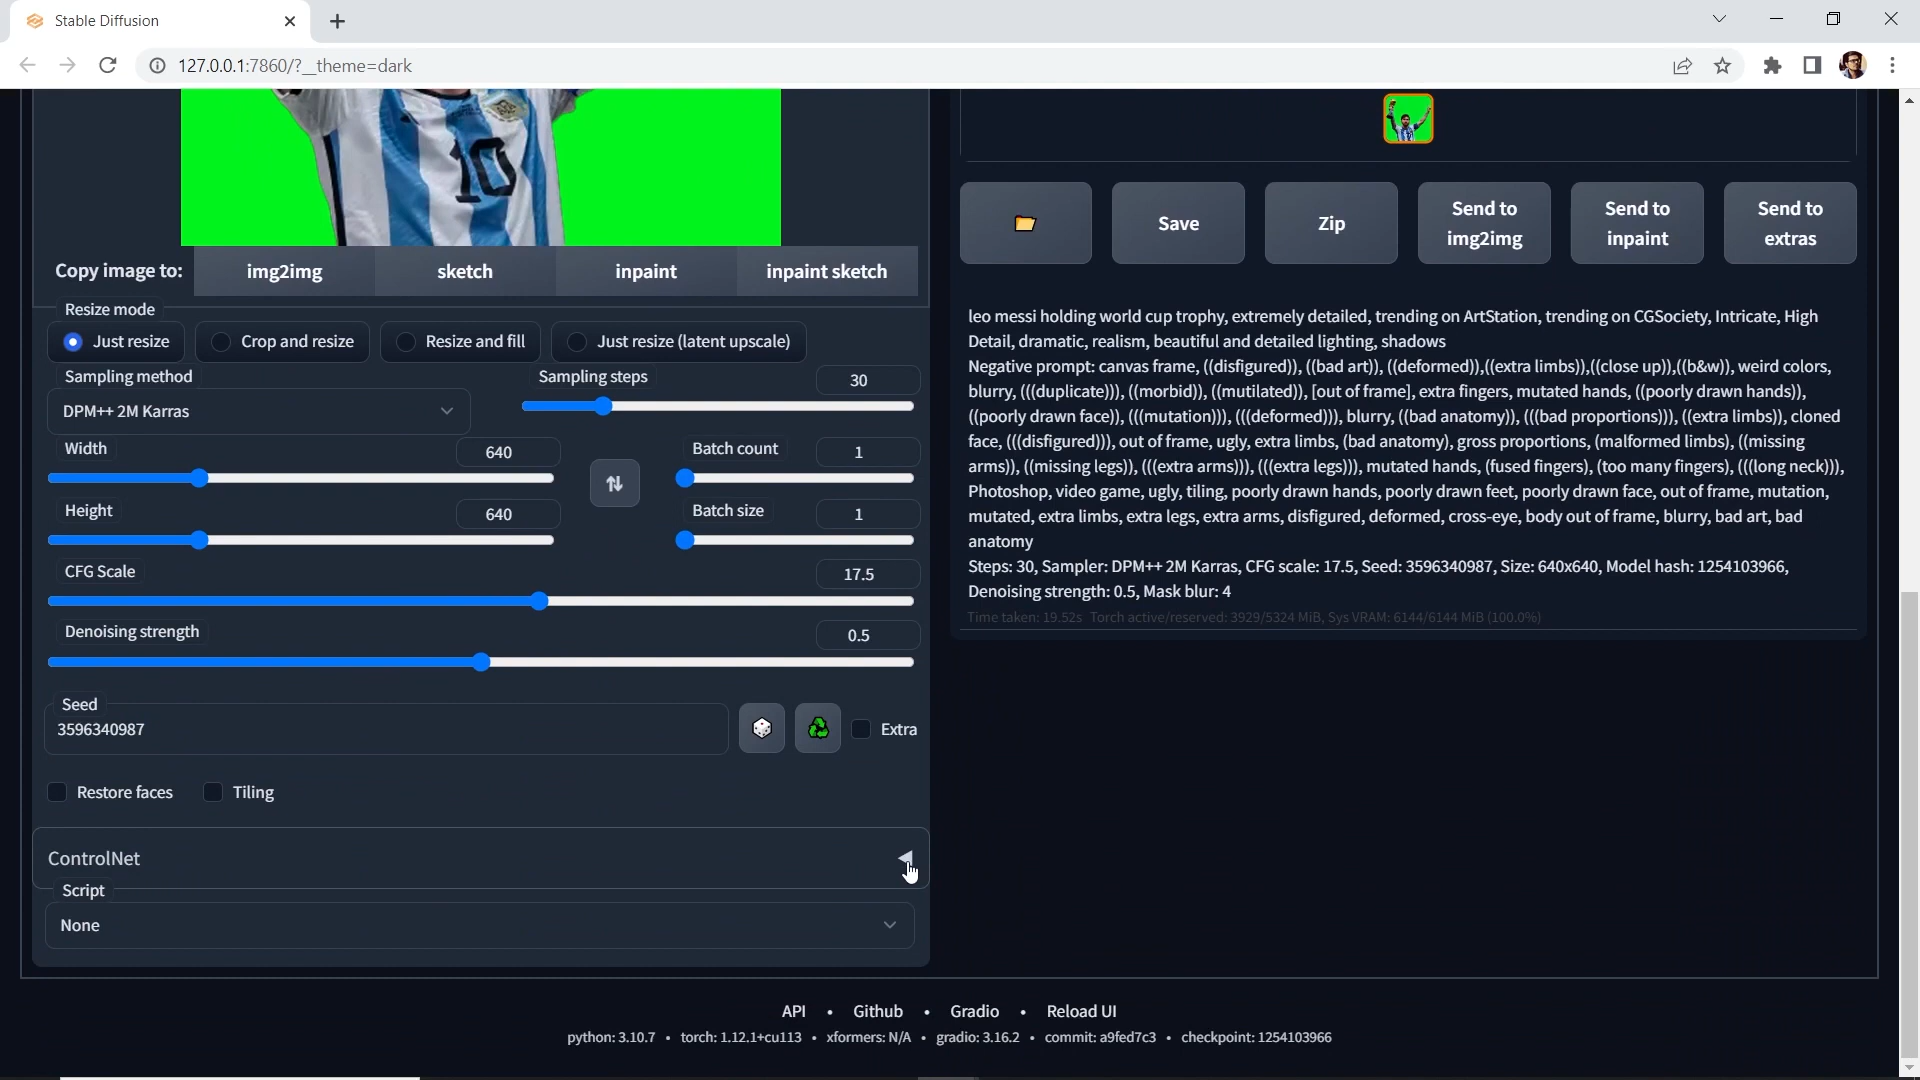 Stable Diffusion
127.0.0.1:7860/?__theme=dark
10
Copy image to:
img2img
sketch
inpaint
inpaint sketch
Resize mode
Just resize
Crop and resize
Resize and fill
Just resize (latent upscale)
Sampling method
DPM++ 2M Karras
Sampling steps
30
Width
640
Batch count
1
Height
640
Batch size
1
CFG Scale
17.5
Denoising strength
0.5
Seed
3596340987
Extra
Restore faces
Tiling
ControlNet
Script
None
Save
Zip
Send to
img2img
Send to
inpaint
Send to
extras
leo messi holding world cup trophy, extremely detailed, trending on ArtStation, trending on CGSociety, Intricate, High
Detail, dramatic, realism, beautiful and detailed lighting, shadows
Negative prompt: canvas frame, ((disfigured)), ((bad art)), ((deformed)),((extra limbs)),((close up)),((b&w)), weird colors,
blurry, (((duplicate))), ((morbid)), ((mutilated)), [out of frame], extra fingers, mutated hands, ((poorly drawn hands)),
((poorly drawn face)), (((mutation))), (((deformed))), blurry, ((bad anatomy)), (((bad proportions))), ((extra limbs)), cloned
face, (((disfigured))), out of frame, ugly, extra limbs, (bad anatomy), gross proportions, (malformed limbs), ((missing
arms)), ((missing legs)), (((extra arms))), (((extra legs))), mutated hands, (fused fingers), (too many fingers), (((long neck))),
Photoshop, video game, ugly, tiling, poorly drawn hands, poorly drawn feet, poorly drawn face, out of frame, mutation,
mutated, extra limbs, extra legs, extra arms, disfigured, deformed, cross-eye, body out of frame, blurry, bad art, bad
anatomy
Steps: 30, Sampler: DPM++ 2M Karras, CFG scale: 17.5, Seed: 3596340987, Size: 640x640, Model hash: 1254103966,
Denoising strength: 0.5, Mask blur: 4
Time taken: 19.52s Torch active/reserved: 3929/5324 MiB, Sys VRAM: 6144/6144 MiB (100.0%)
API • Github • Gradio • Reload UI
python: 3.10.7 • torch: 1.12.1+cu113 • xformers: N/A • gradio: 3.16.2 • commit: a9fed7c3 • checkpoint: 1254103966